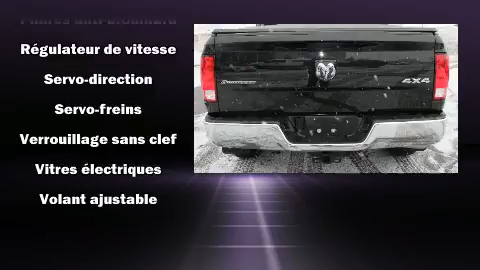 Régulateur de vitesse
Servo-direction
Servo-freins
Verrouillage sans clef
Vitres électriques
Volant ajustable
4X4